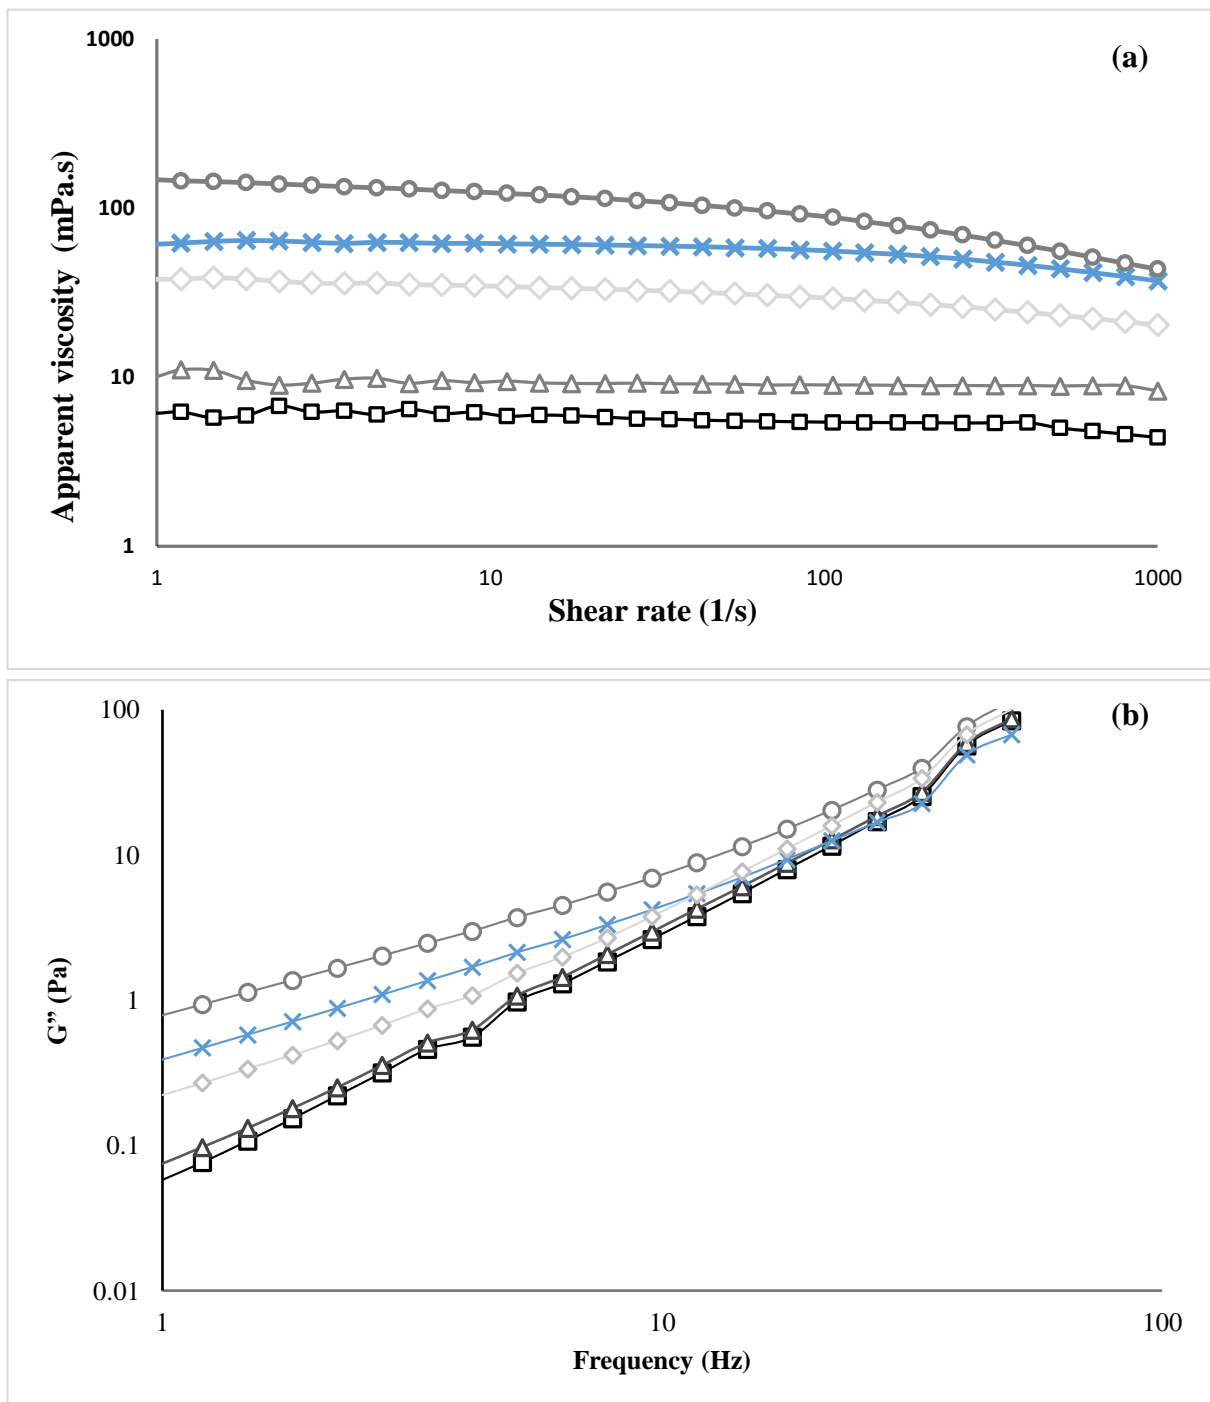 (a)
Apparent viscosity (mPa.s)
1000
100
10
1
1 10 100 1000
Shear rate (1/s)
(b)
G” (Pa)
100
10
1
0.1
0.01
1 10 100
Frequency (Hz)